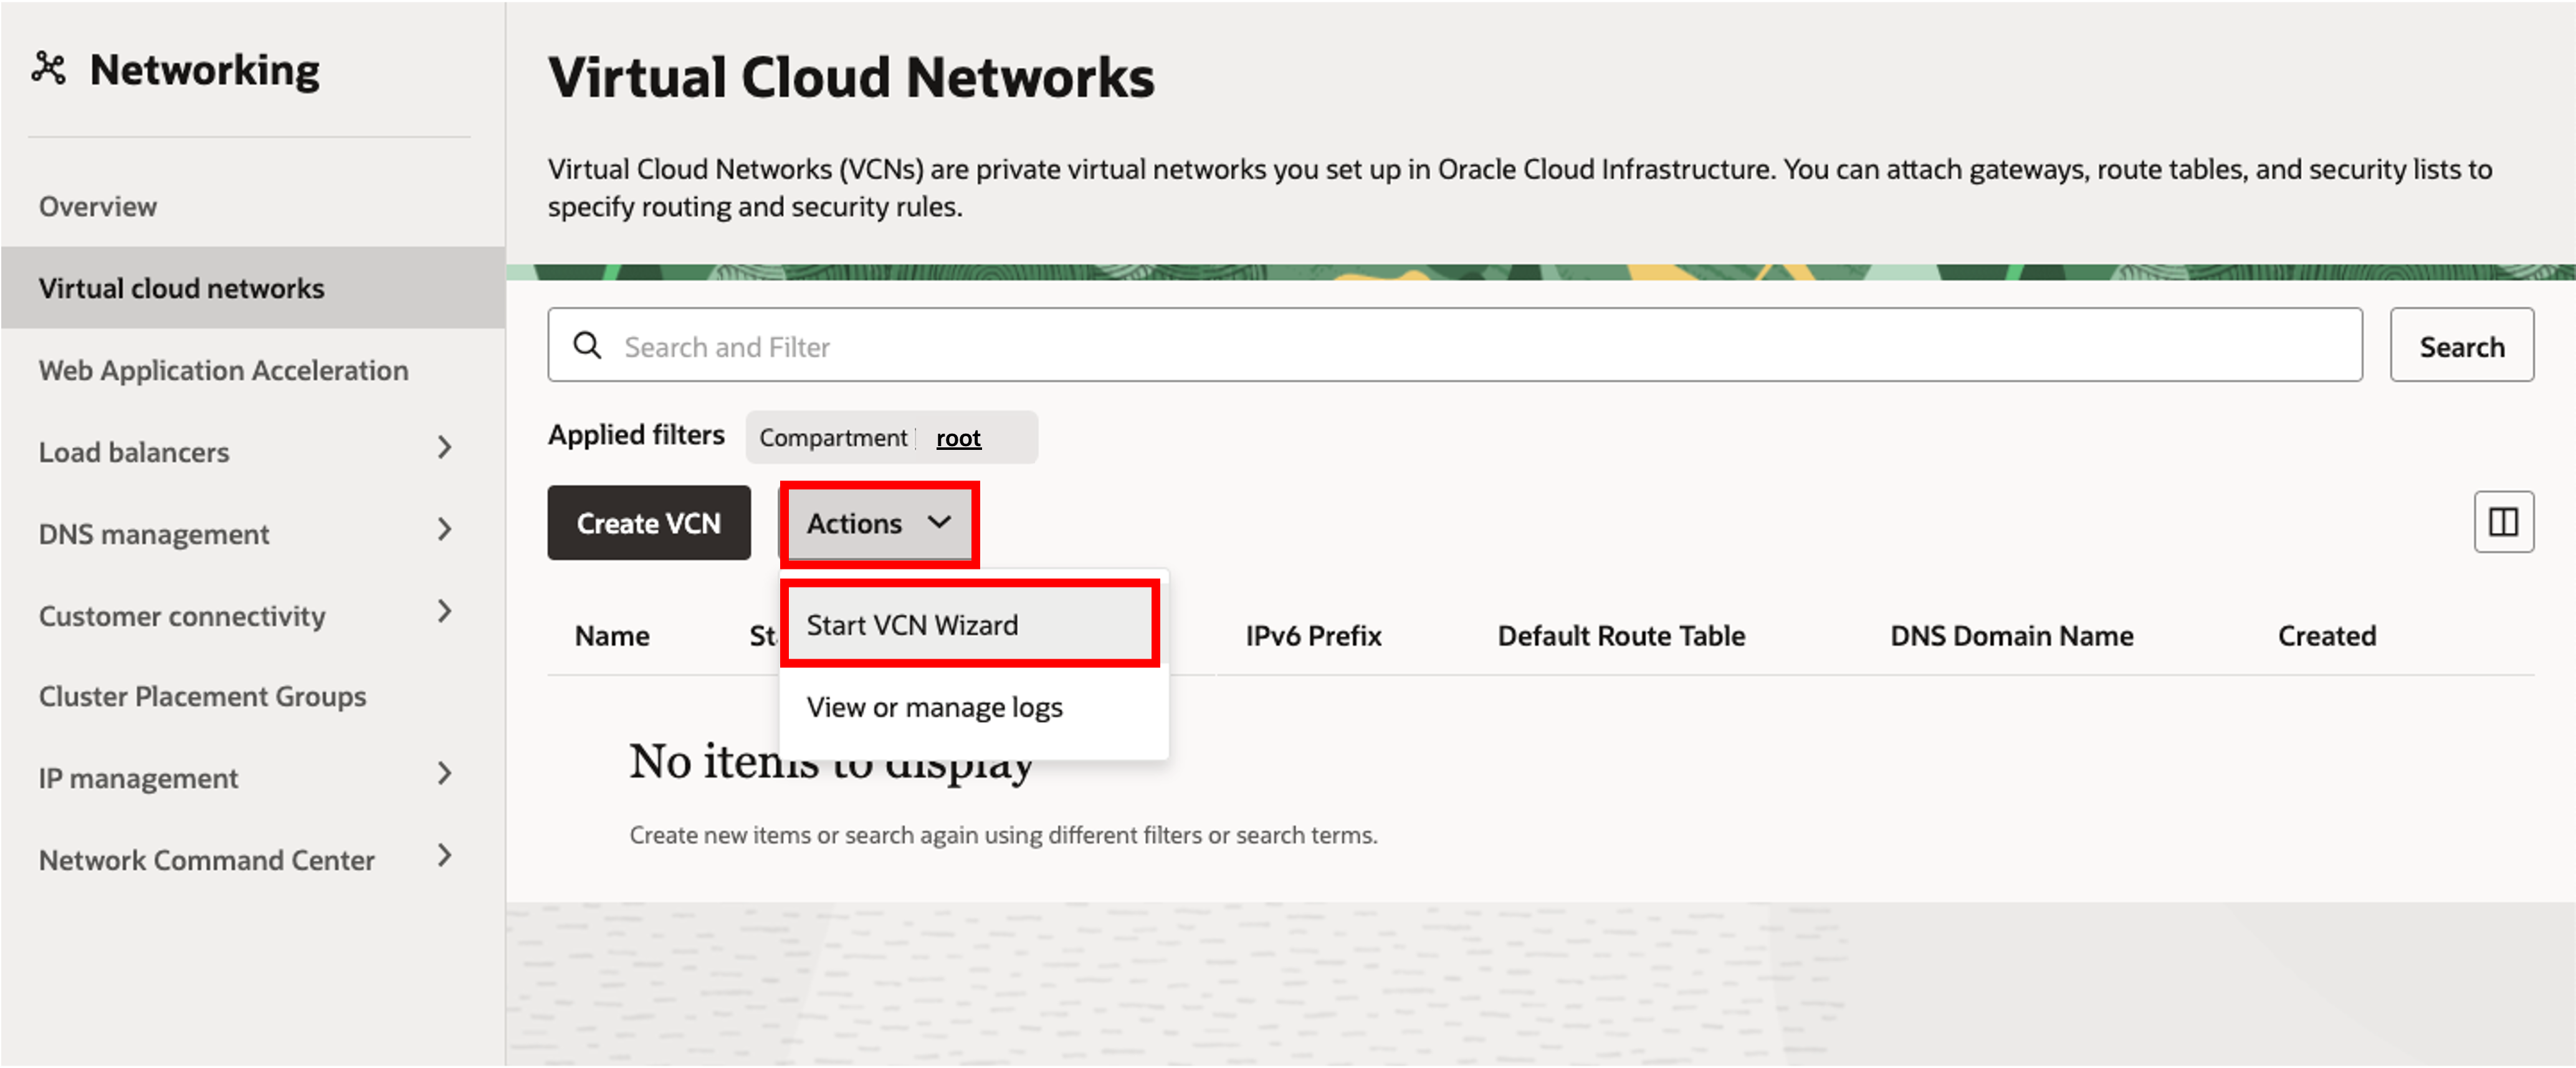 Networking
Overview
Virtual cloud networks
Web Application Acceleration
Load balancers
DNS management
Customer connectivity
Cluster Placement Groups
IP management
Network Command Center
Virtual Cloud Networks
Virtual Cloud Networks (VCNs) are private virtual networks you set up in Oracle Cloud Infrastructure. You can attach gateways, route tables, and security lists to
specify routing and security rules.
Search and Filter
Search
Applied filters Compartment root
Create VCN Actions
Start VCN Wizard
View or manage logs
Name IPv6 Prefix Default Route Table DNS Domain Name Created
No items to display
Create new items or search again using different filters or search terms.